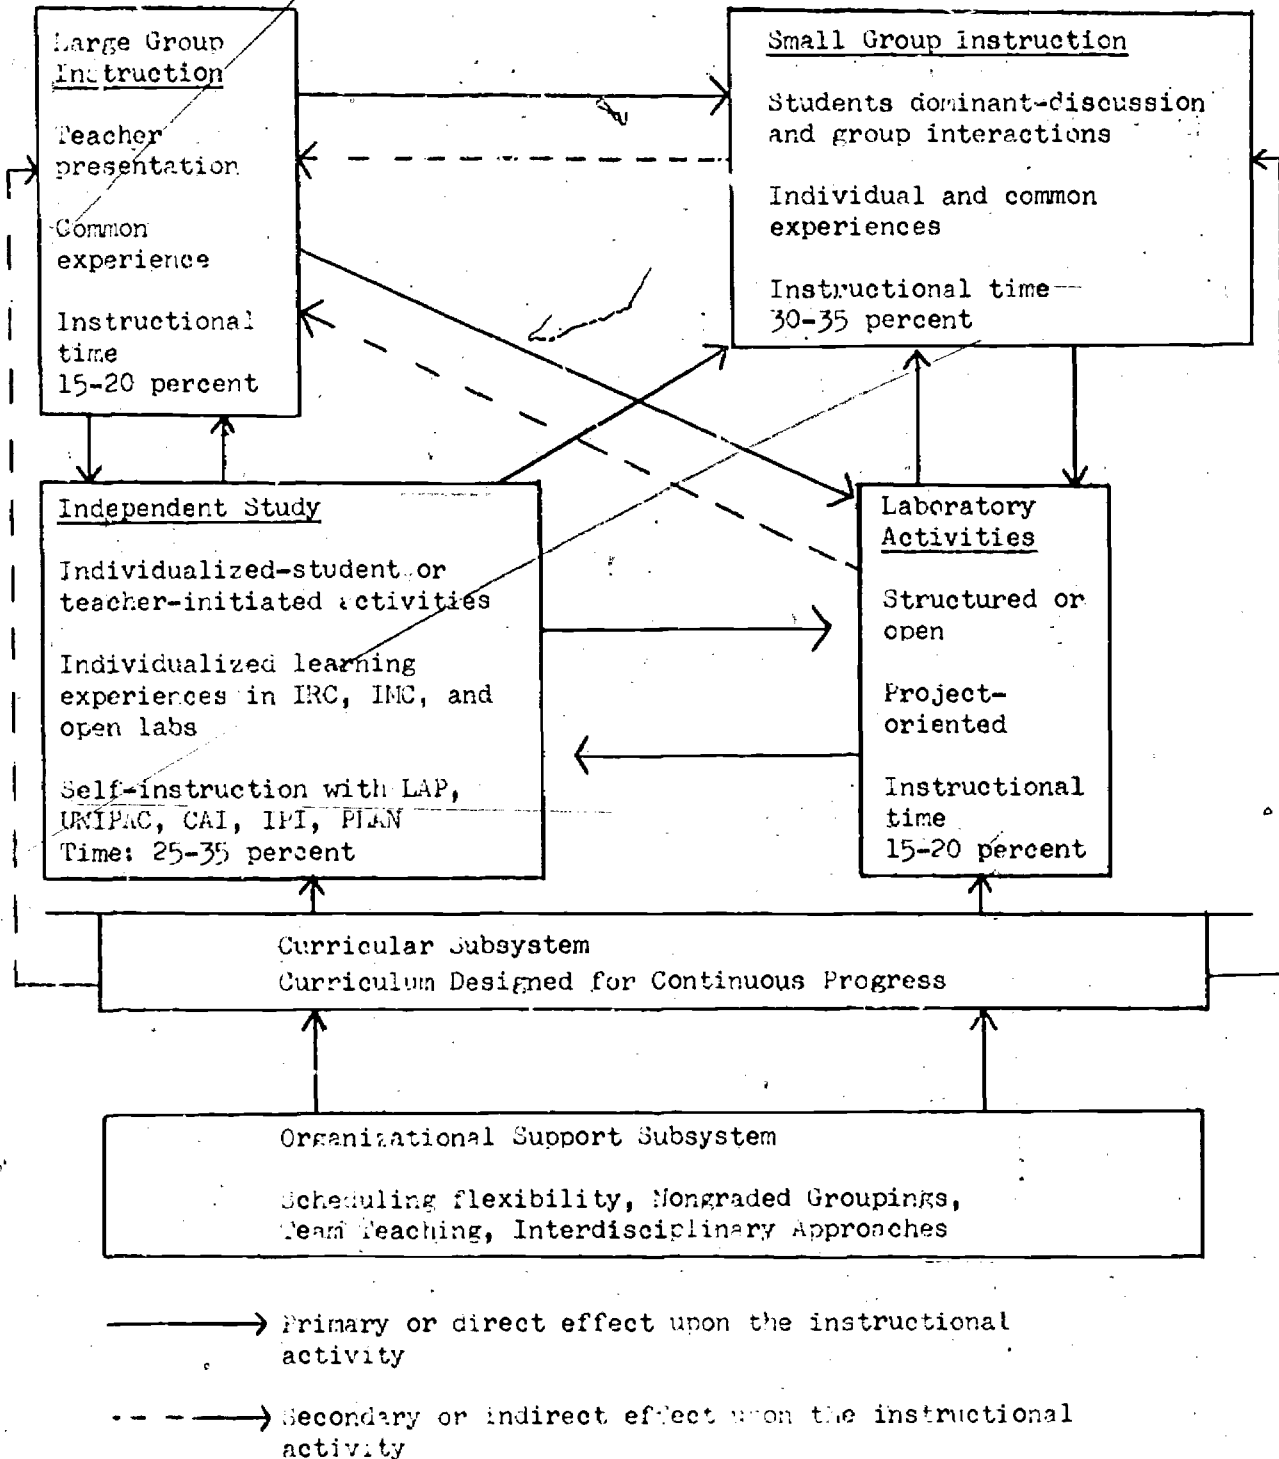 Large Group
Instruction
Teacher
presentation
Common
experience
Instructional
time
15-20 percent
Small Group Instruction
Students dominant-discussion
and group interactions
Individual and common
experiences
Instructional time
30-35 percent
Independent Study
Individualized-student or
teacher-initiated activities
Individualized learning
experiences in IRC, IMC, and
open labs
Self-instruction with LAP,
UNIPAC, CAI, IPI, PLAN
Time: 25-35 percent
Laboratory
Activities
Structured or
open
Project-
oriented
Instructional
time
15-20 percent
Curricular Subsystem
Curriculum Designed for Continuous Progress
Organizational Support Subsystem
Scheduling flexibility, Nongraded Groupings,
Team Teaching, Interdisciplinary Approaches
Primary or direct effect upon the instructional
activity
Secondary or indirect effect upon the instructional
activity